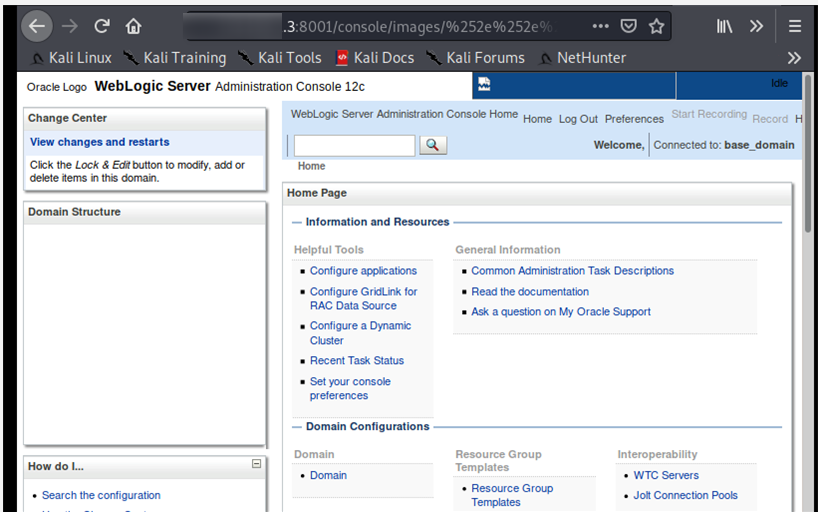 .3:8001/console/images/%252e%252e%
Kali Linux Kali Training Kali Tools Kali Docs Kali Forums NetHunter
Oracle Logo WebLogic Server Administration Console 12c
Idle
Change Center
View changes and restarts
Click the Lock & Edit button to modify, add or
delete items in this domain.
Domain Structure
How do I...
Search the configuration
WebLogic Server Administration Console Home Home Log Out Preferences Start Recording Record H
Welcome, Connected to: base_domain
Home
Home Page
Information and Resources
Helpful Tools
Configure applications
Configure GridLink for
RAC Data Source
Configure a Dynamic
Cluster
Recent Task Status
Set your console
preferences
General Information
Common Administration Task Descriptions
Read the documentation
Ask a question on My Oracle Support
Domain Configurations
Domain
Domain
Resource Group
Templates
Resource Group
Templates
Interoperability
WTC Servers
Jolt Connection Pools